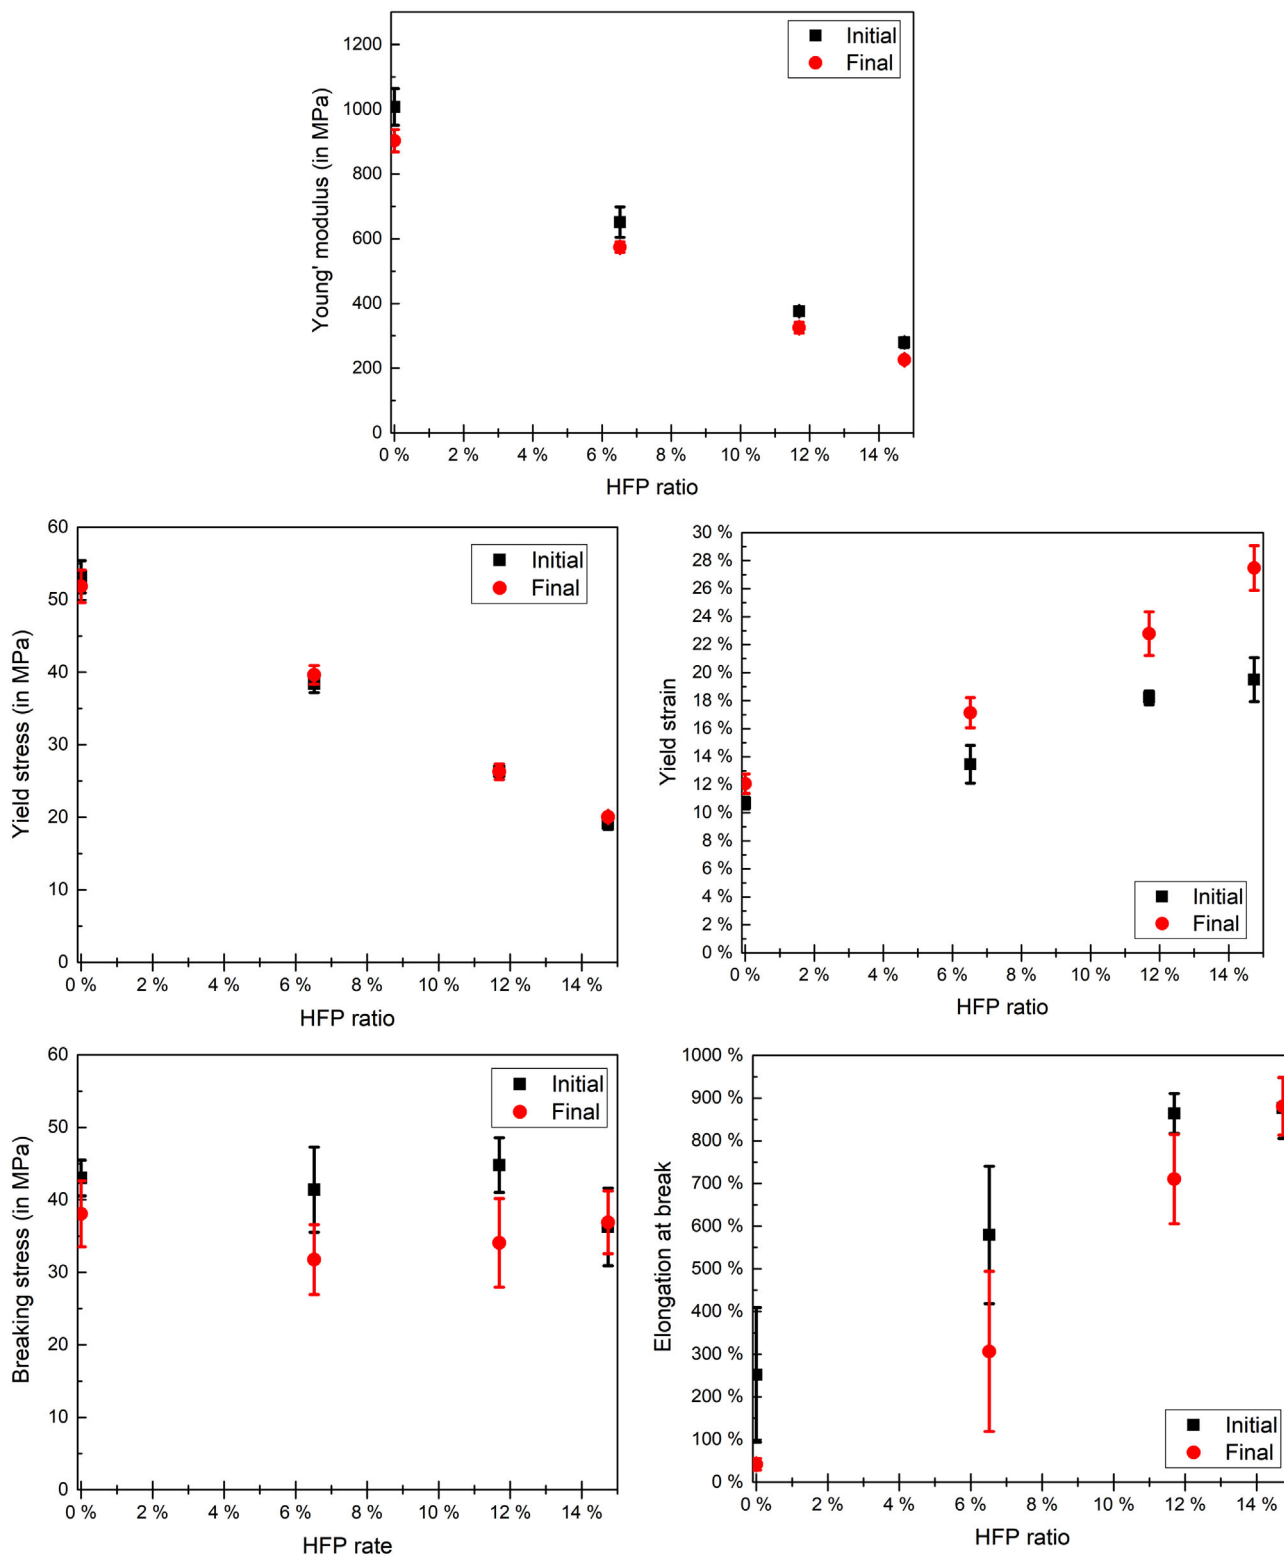 Young' modulus (in MPa)
1200
1000
800
600
400
200
0
0 % 2 % 4 % 6 % 8 % 10 % 12 % 14 %
HFP ratio
Initial
Final
Yield stress (in MPa)
60
50
40
30
20
10
0
0 % 2 % 4 % 6 % 8 % 10 % 12 % 14 %
HFP ratio
Initial
Final
Yield strain
30 %
28 %
26 %
24 %
22 %
20 %
18 %
16 %
14 %
12 %
10 %
8 %
6 %
4 %
2 %
0 %
0 % 2 % 4 % 6 % 8 % 10 % 12 % 14 %
HFP ratio
Initial
Final
Breaking stress (in MPa)
60
50
40
30
20
10
0
0 % 2 % 4 % 6 % 8 % 10 % 12 % 14 %
HFP rate
Initial
Final
Elongation at break
1000 %
900 %
800 %
700 %
600 %
500 %
400 %
300 %
200 %
100 %
0 %
0 % 2 % 4 % 6 % 8 % 10 % 12 % 14 %
HFP ratio
Initial
Final